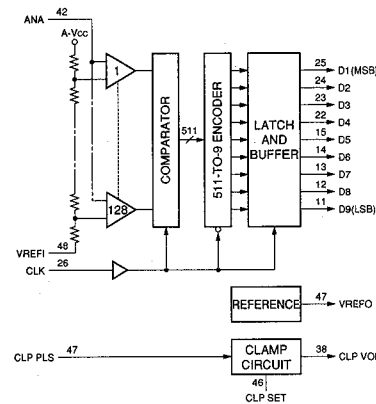 ANA 42
A-Vcc
1
128
COMPARATOR
511
511-TO-9 ENCODER
LATCH
AND
BUFFER
25 D1(MSB)
24 D2
23 D3
22 D4
15 D5
14 D6
13 D7
12 D8
11 D9(LSB)
VREFI 48
CLK 26
REFERENCE 47 VREFO
CLP PLS 47
CLAMP
CIRCUIT
38 CLP VO
46
CLP SET